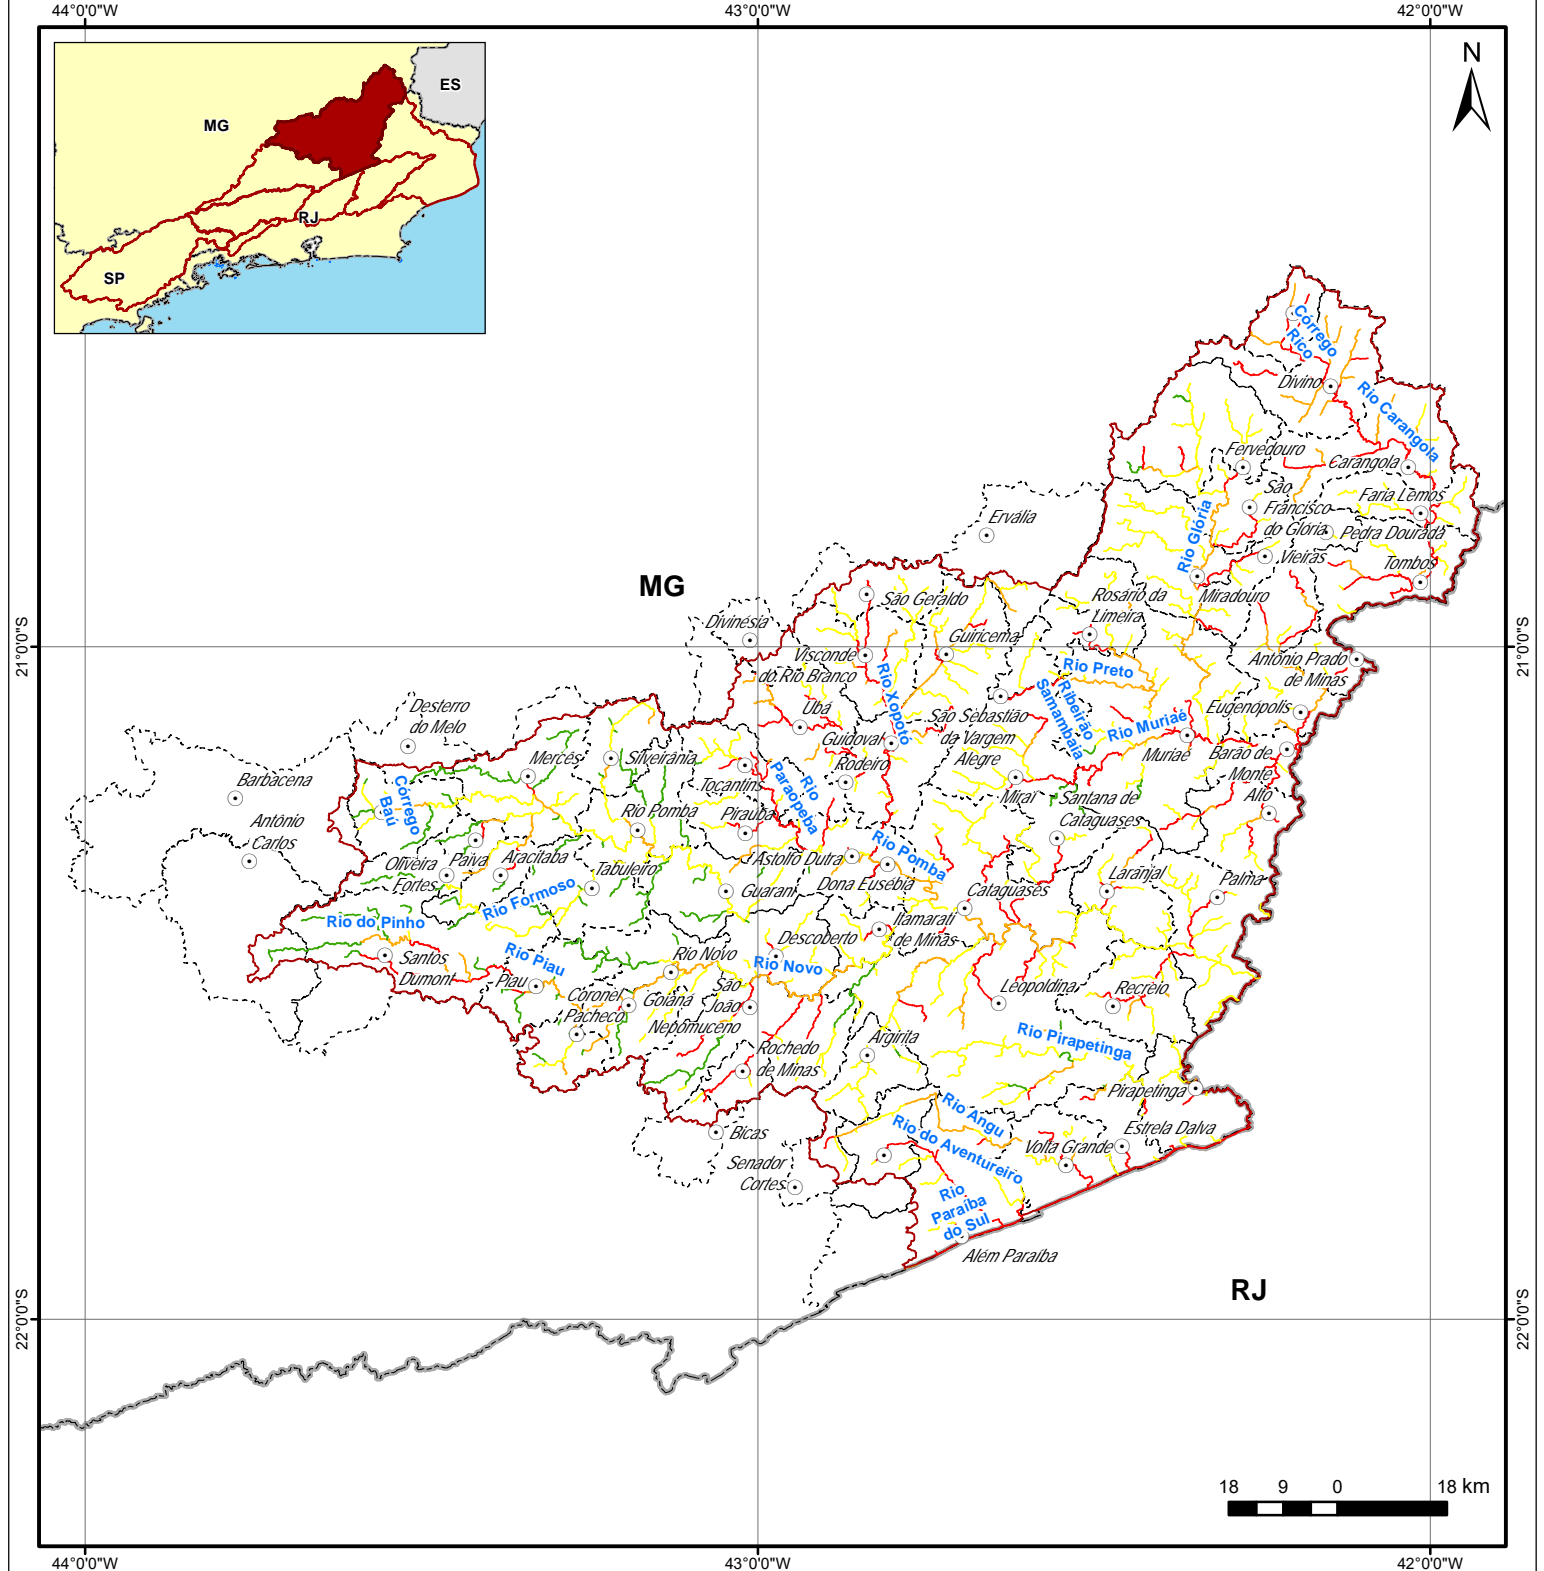 44°0'0"W
43°0'0"W
42°0'0"W
N
ES
MG
RJ
SP
Córrego
Rico
Divino
Rio Carangola
Fervedouro
Carangola
São
Francisco
do Glória
Faria Lemos
Rio Glória
Pedra Dourada
Ervália
Vieiras
Tombos
MG
Miradouro
São Geraldo
Rosário da
Limeira
Divinésia
Guiricema
21°0'0"S
21°0'0"S
Visconde
do Rio Branco
Rio Preto
Antônio Prado
de Minas
Rio Xopotó
Ribeirão
Samambaia
Desterro
do Melo
Ubá
São Sebastião
da Vargem
Alegre
Eugenópolis
Guidoval
Rio Muriaé
Muriaé
Barão de
Monte
Alto
Mercês
Silveirânia
Tocantins
Rodeiro
Rio
Paraopeba
Miraí
Barbacena
Córrego
Baú
Santana de
Cataguases
Rio Pomba
Piraúba
Antônio
Carlos
Oliveira
Fortes
Paiva
Aracitaba
Tabuleiro
Astolfo Dutra
Rio Pomba
Dona Eusébia
Guarani
Laranjal
Palma
Cataguases
Rio Formoso
Rio do Pinho
Itamarati
de Minas
Descoberto
Santos
Dumont
Rio Piau
Rio Novo
Rio Novo
Piau
Coronel
Pacheco
Goianá
São
João
Nepomuceno
Leopoldina
Recreio
Rochedo
de Minas
Argirita
Rio Pirapetinga
Pirapetinga
Rio Angu
Bicas
Rio do Aventureiro
Estrela Dalva
Volta Grande
Senador
Cortes
Rio
Paraíba
do Sul
Além Paraíba
RJ
22°0'0"S
22°0'0"S
18 9 0 18 km
44°0'0"W
43°0'0"W
42°0'0"W